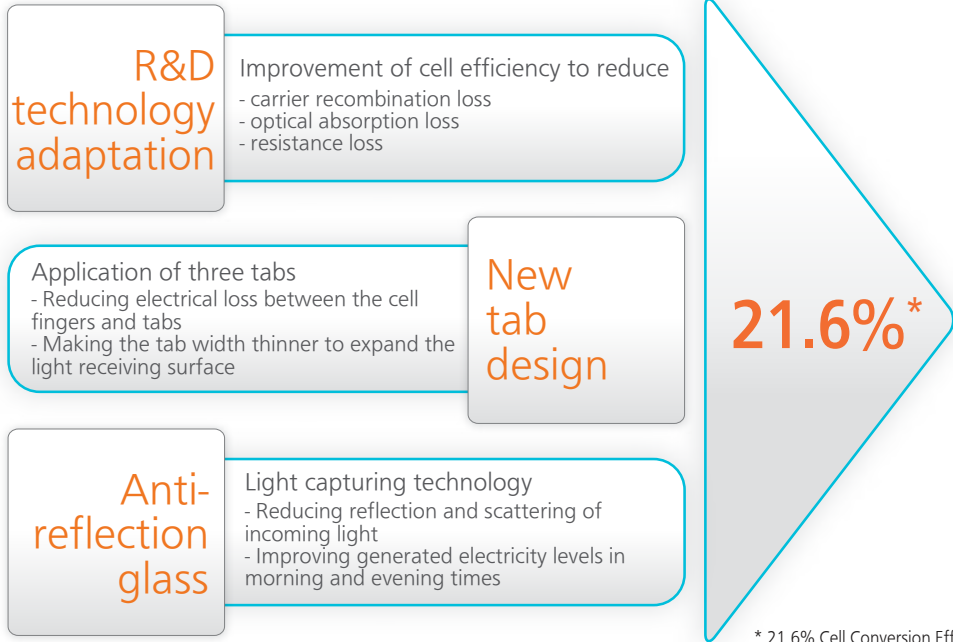 R&D
technology
adaptation
Improvement of cell efficiency to reduce
- carrier recombination loss
- optical absorption loss
- resistance loss
Application of three tabs
- Reducing electrical loss between the cell
fingers and tabs
- Making the tab width thinner to expand the
light receiving surface
New
tab
design
Anti-
reflection
glass
Light capturing technology
- Reducing reflection and scattering of
incoming light
- Improving generated electricity levels in
morning and evening times
21.6%*
* 21.6% Cell Conversion Eff